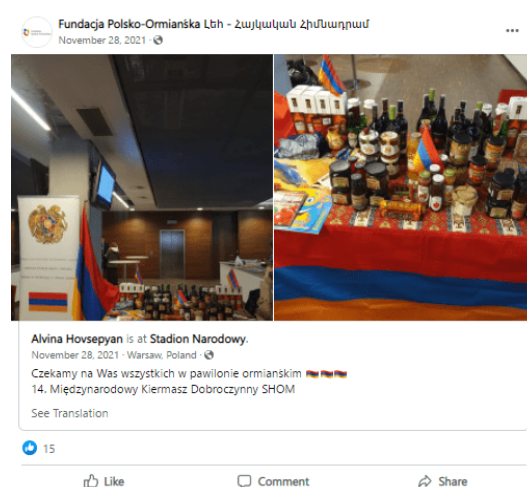 Fundacja Polsko-Ormiańska Լեհ - Հայկական Հիմնադրամ
November 28, 2021 ·
Alvina Hovsepyan is at Stadion Narodowy.
November 28, 2021 · Warsaw, Poland ·
Czekamy na Was wszystkich w pawilonie ormiańskim 🇦🇲🇦🇲🇦🇲
14. Międzynarodowy Kiermasz Dobroczynny SHOM
See Translation
15
Like
Comment
Share